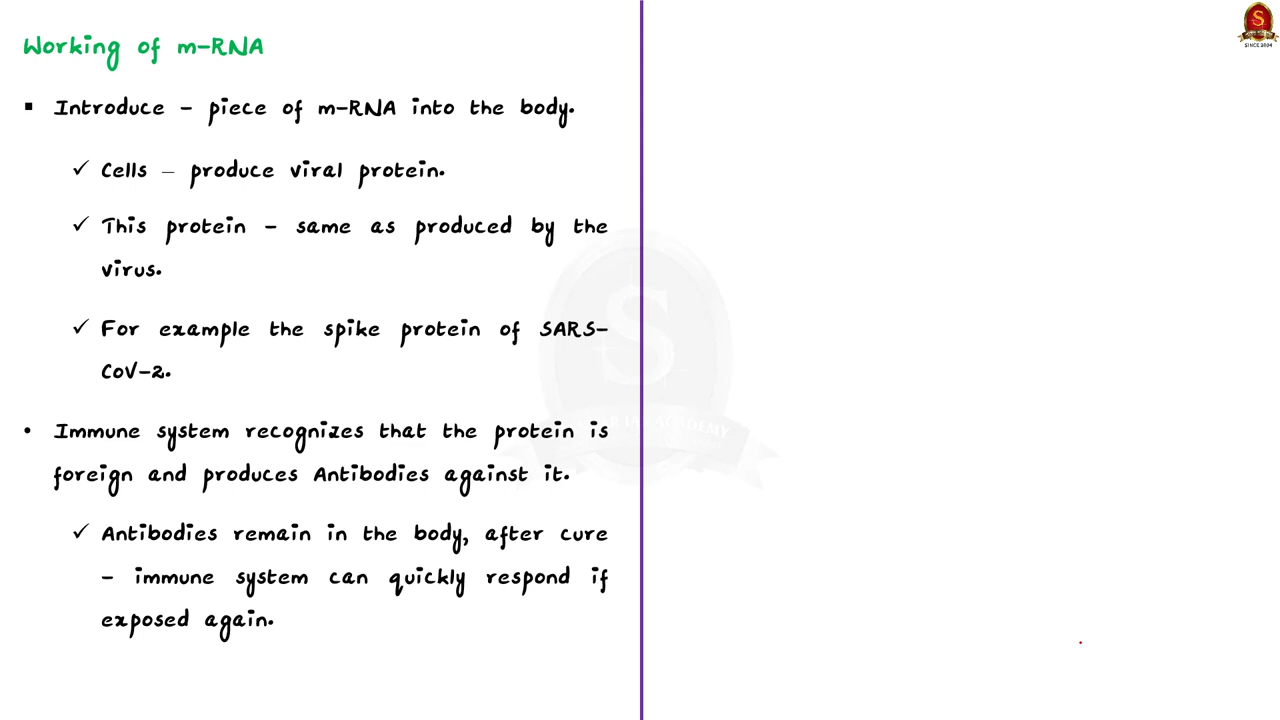 Working of m-RNA
▪ Introduce – piece of m-RNA into the body.
✓ Cells – produce viral protein.
✓ This protein – same as produced by the
virus.
✓ For example the spike protein of SARS-
CoV-2.
• Immune system recognizes that the protein is
foreign and produces Antibodies against it.
✓ Antibodies remain in the body, after cure
– immune system can quickly respond if
exposed again.
S
SINCE 2004
S
ACADEMY